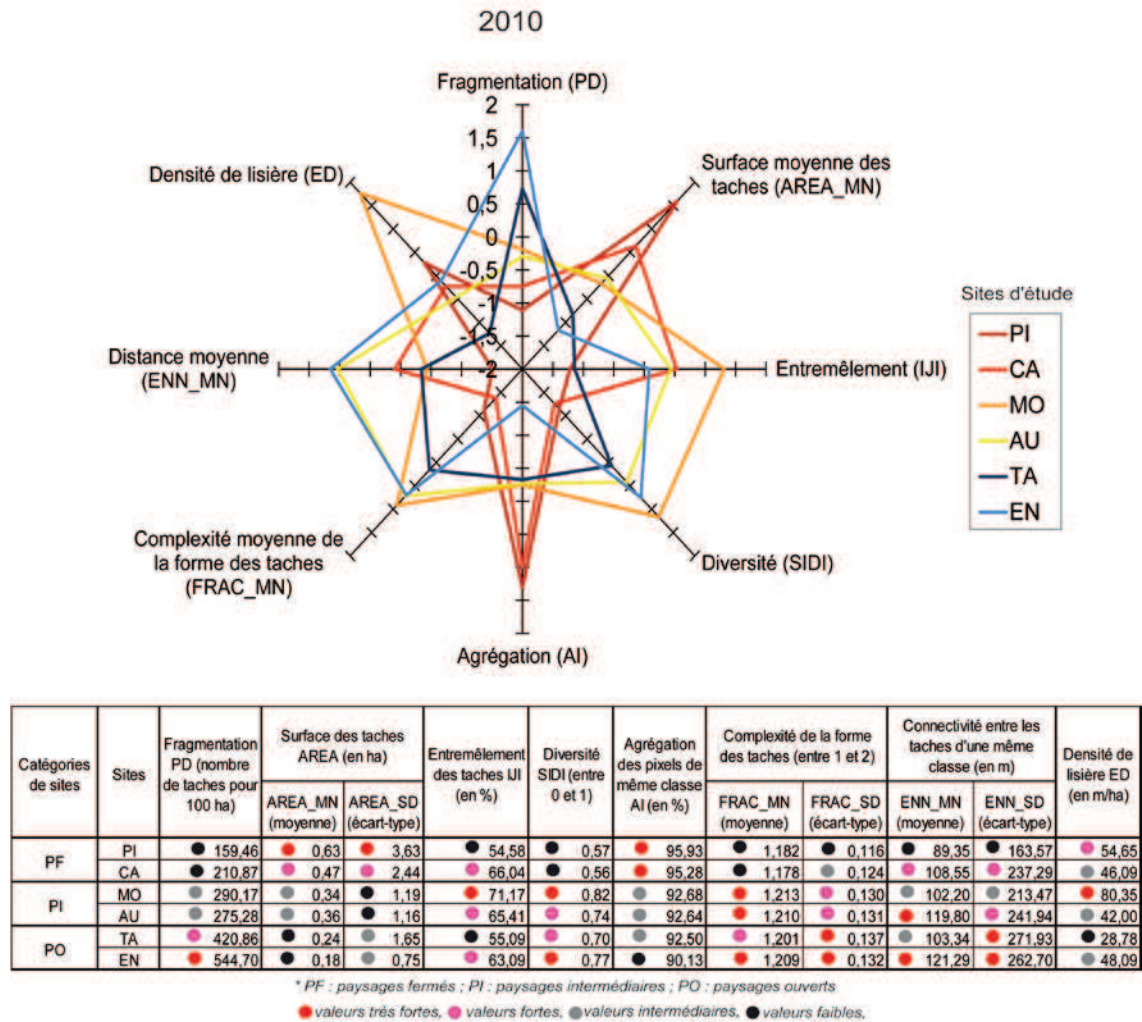 2010
Fragmentation (PD)
2
1,5
1
0,5
0
-0,5
-1
-1,5
-2
Surface moyenne des
taches (AREA_MN)
Densité de lisière (ED)
Distance moyenne
(ENN_MN)
Entremêlement (IJI)
Complexité moyenne de
la forme des taches
(FRAC_MN)
Diversité (SIDI)
Agrégation (AI)
Sites d'étude
PI
CA
MO
AU
TA
EN
Catégories de sites | Sites | Fragmentation PD (nombre de taches pour 100 ha) | Surface des taches AREA (en ha) | Entremêlement des taches IJI (en %) | Diversité SIDI (entre 0 et 1) | Agrégation des pixels de même classe AI (en %) | Complexité de la forme des taches (entre 1 et 2) | Connectivité entre les taches d'une même classe (en m) | Densité de lisière ED (en m/ha)
AREA_MN (moyenne) | AREA_SD (écart-type) | FRAC_MN (moyenne) | FRAC_SD (écart-type) | ENN_MN (moyenne) | ENN_SD (écart-type)
PF | PI | 159,46 | 0,63 | 3,63 | 54,58 | 0,57 | 95,93 | 1,182 | 0,116 | 89,35 | 163,57 | 54,65
CA | 210,87 | 0,47 | 2,44 | 66,04 | 0,56 | 95,28 | 1,178 | 0,124 | 108,55 | 237,29 | 46,09
PI | MO | 290,17 | 0,34 | 1,19 | 71,17 | 0,82 | 92,68 | 1,213 | 0,130 | 102,20 | 213,47 | 80,35
AU | 275,28 | 0,36 | 1,16 | 65,41 | 0,74 | 92,64 | 1,210 | 0,131 | 119,80 | 241,94 | 42,00
PO | TA | 420,86 | 0,24 | 1,65 | 55,09 | 0,70 | 92,50 | 1,201 | 0,137 | 103,34 | 271,93 | 28,78
EN | 544,70 | 0,18 | 0,75 | 63,09 | 0,77 | 90,13 | 1,209 | 0,132 | 121,29 | 262,70 | 48,09
* PF : paysages fermés ; PI : paysages intermédiaires ; PO : paysages ouverts
valeurs très fortes, valeurs fortes, valeurs intermédiaires, valeurs faibles,